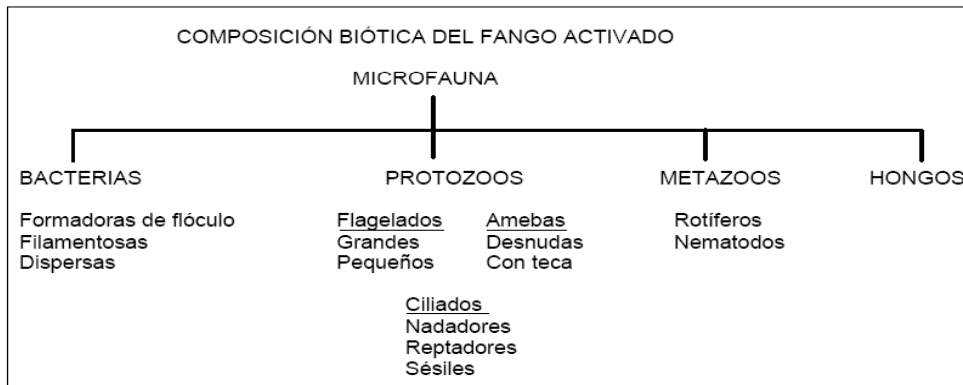 COMPOSICIÓN BIÓTICA DEL FANGO ACTIVADO
MICROFAUNA
BACTERIAS
Formadoras de flóculo
Filamentosas
Dispersas
PROTOZOOS
Flagelados
Grandes
Pequeños
Amebas
Desnudas
Con teca
Ciliados
Nadadores
Reptadores
Sésiles
METAZOOS
Rotíferos
Nematodos
HONGOS